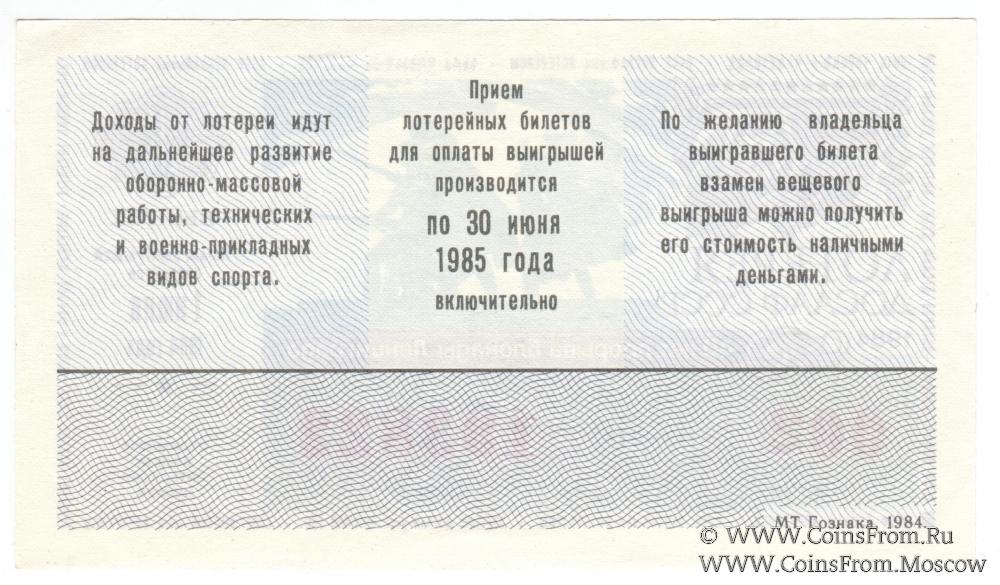 Доходы от лотереи идут
на дальнейшее развитие
оборонно-массовой
работы, технических
и военно-прикладных
видов спорта.
Прием
лотерейных билетов
для оплаты выигрышей
производится
по 30 июня
1985 года
включительно
По желанию владельца
выигравшего билета
взамен вещевого
выигрыша можно получить
его стоимость наличными
деньгами.
МТ Гознака. 1984.
© WWW.CoinsFrom.Ru
WWW.CoinsFrom.Moscow